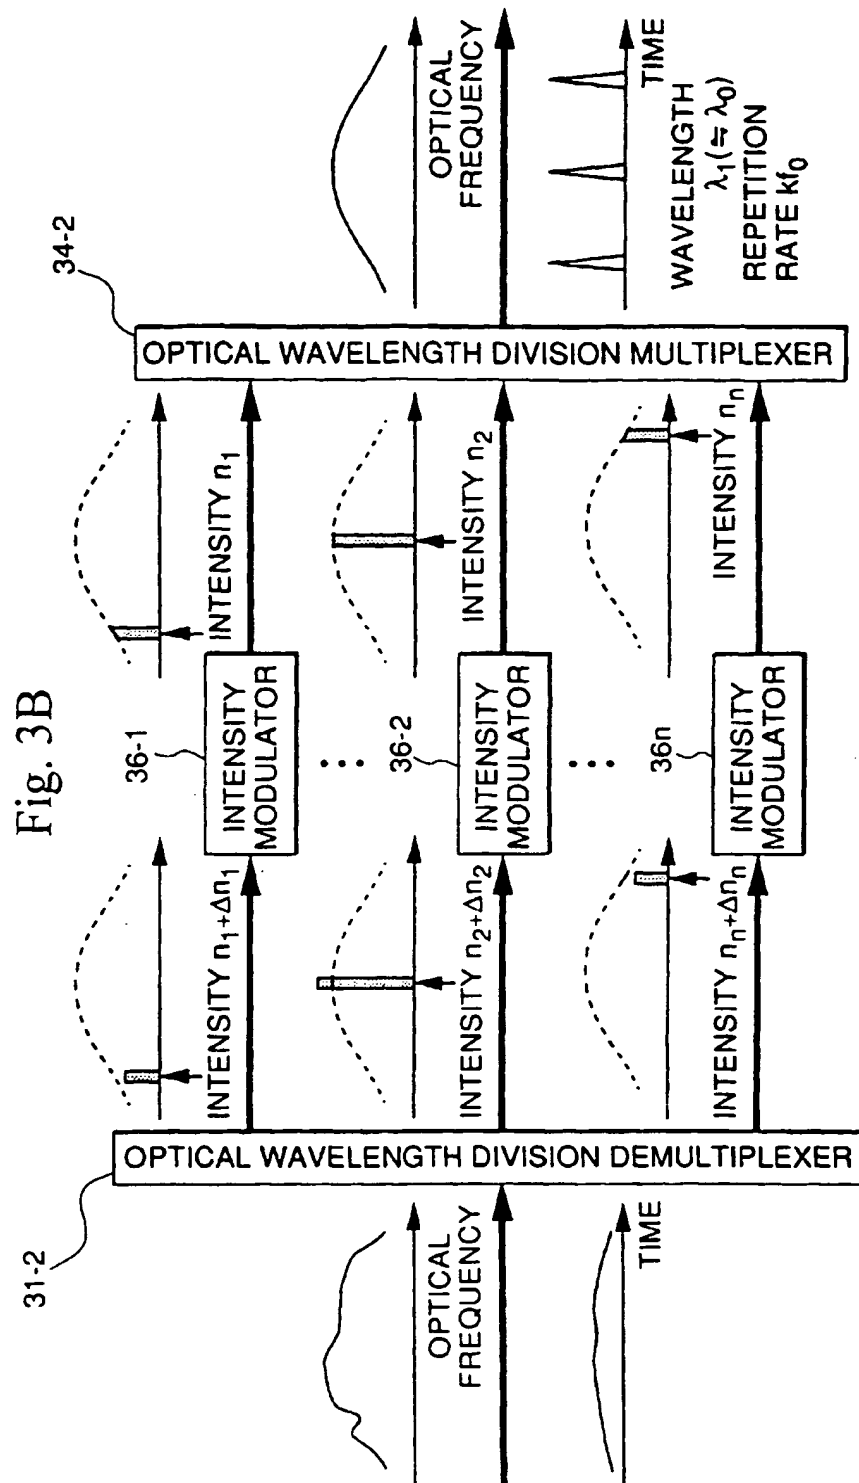 Fig. 3B
31-2
OPTICAL
FREQUENCY
TIME
OPTICAL WAVELENGTH DIVISION DEMULTIPLEXER
INTENSITY n1+Δn1
INTENSITY n2+Δn2
INTENSITY nn+Δnn
36-1
INTENSITY
MODULATOR
36-2
INTENSITY
MODULATOR
36n
INTENSITY
MODULATOR
INTENSITY n1
INTENSITY n2
INTENSITY nn
34-2
OPTICAL WAVELENGTH DIVISION MULTIPLEXER
OPTICAL
FREQUENCY
TIME
WAVELENGTH
λ1(≒λ0)
REPETITION
RATE kf0